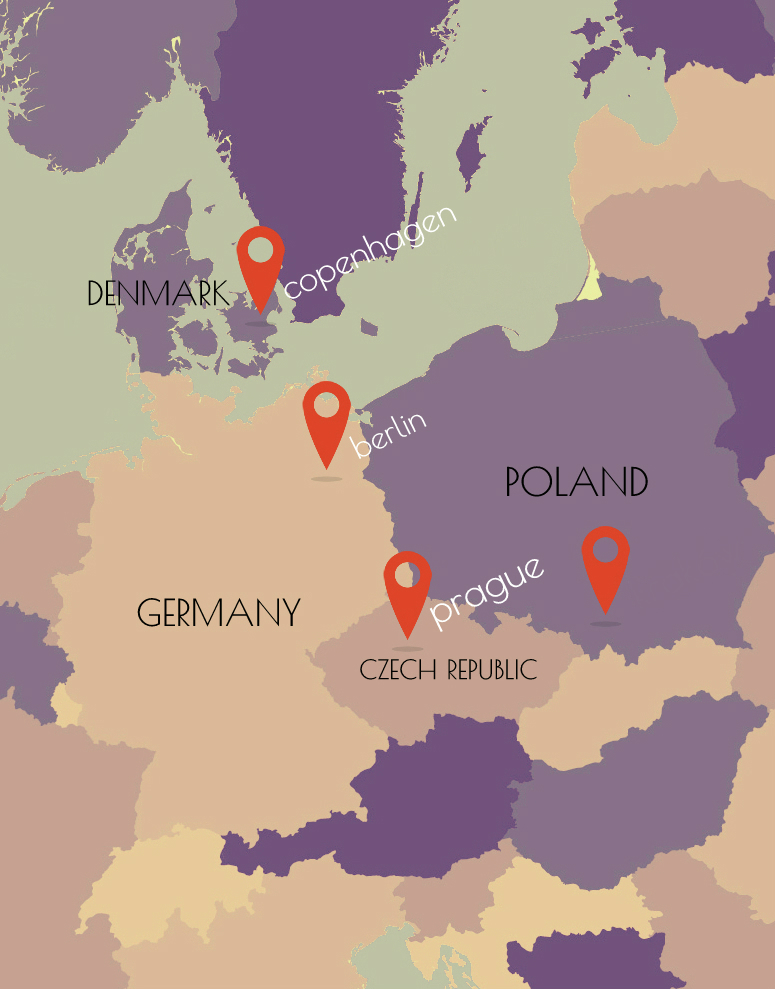 copenhagen
DENMARK
berlin
POLAND
prague
GERMANY
CZECH REPUBLIC